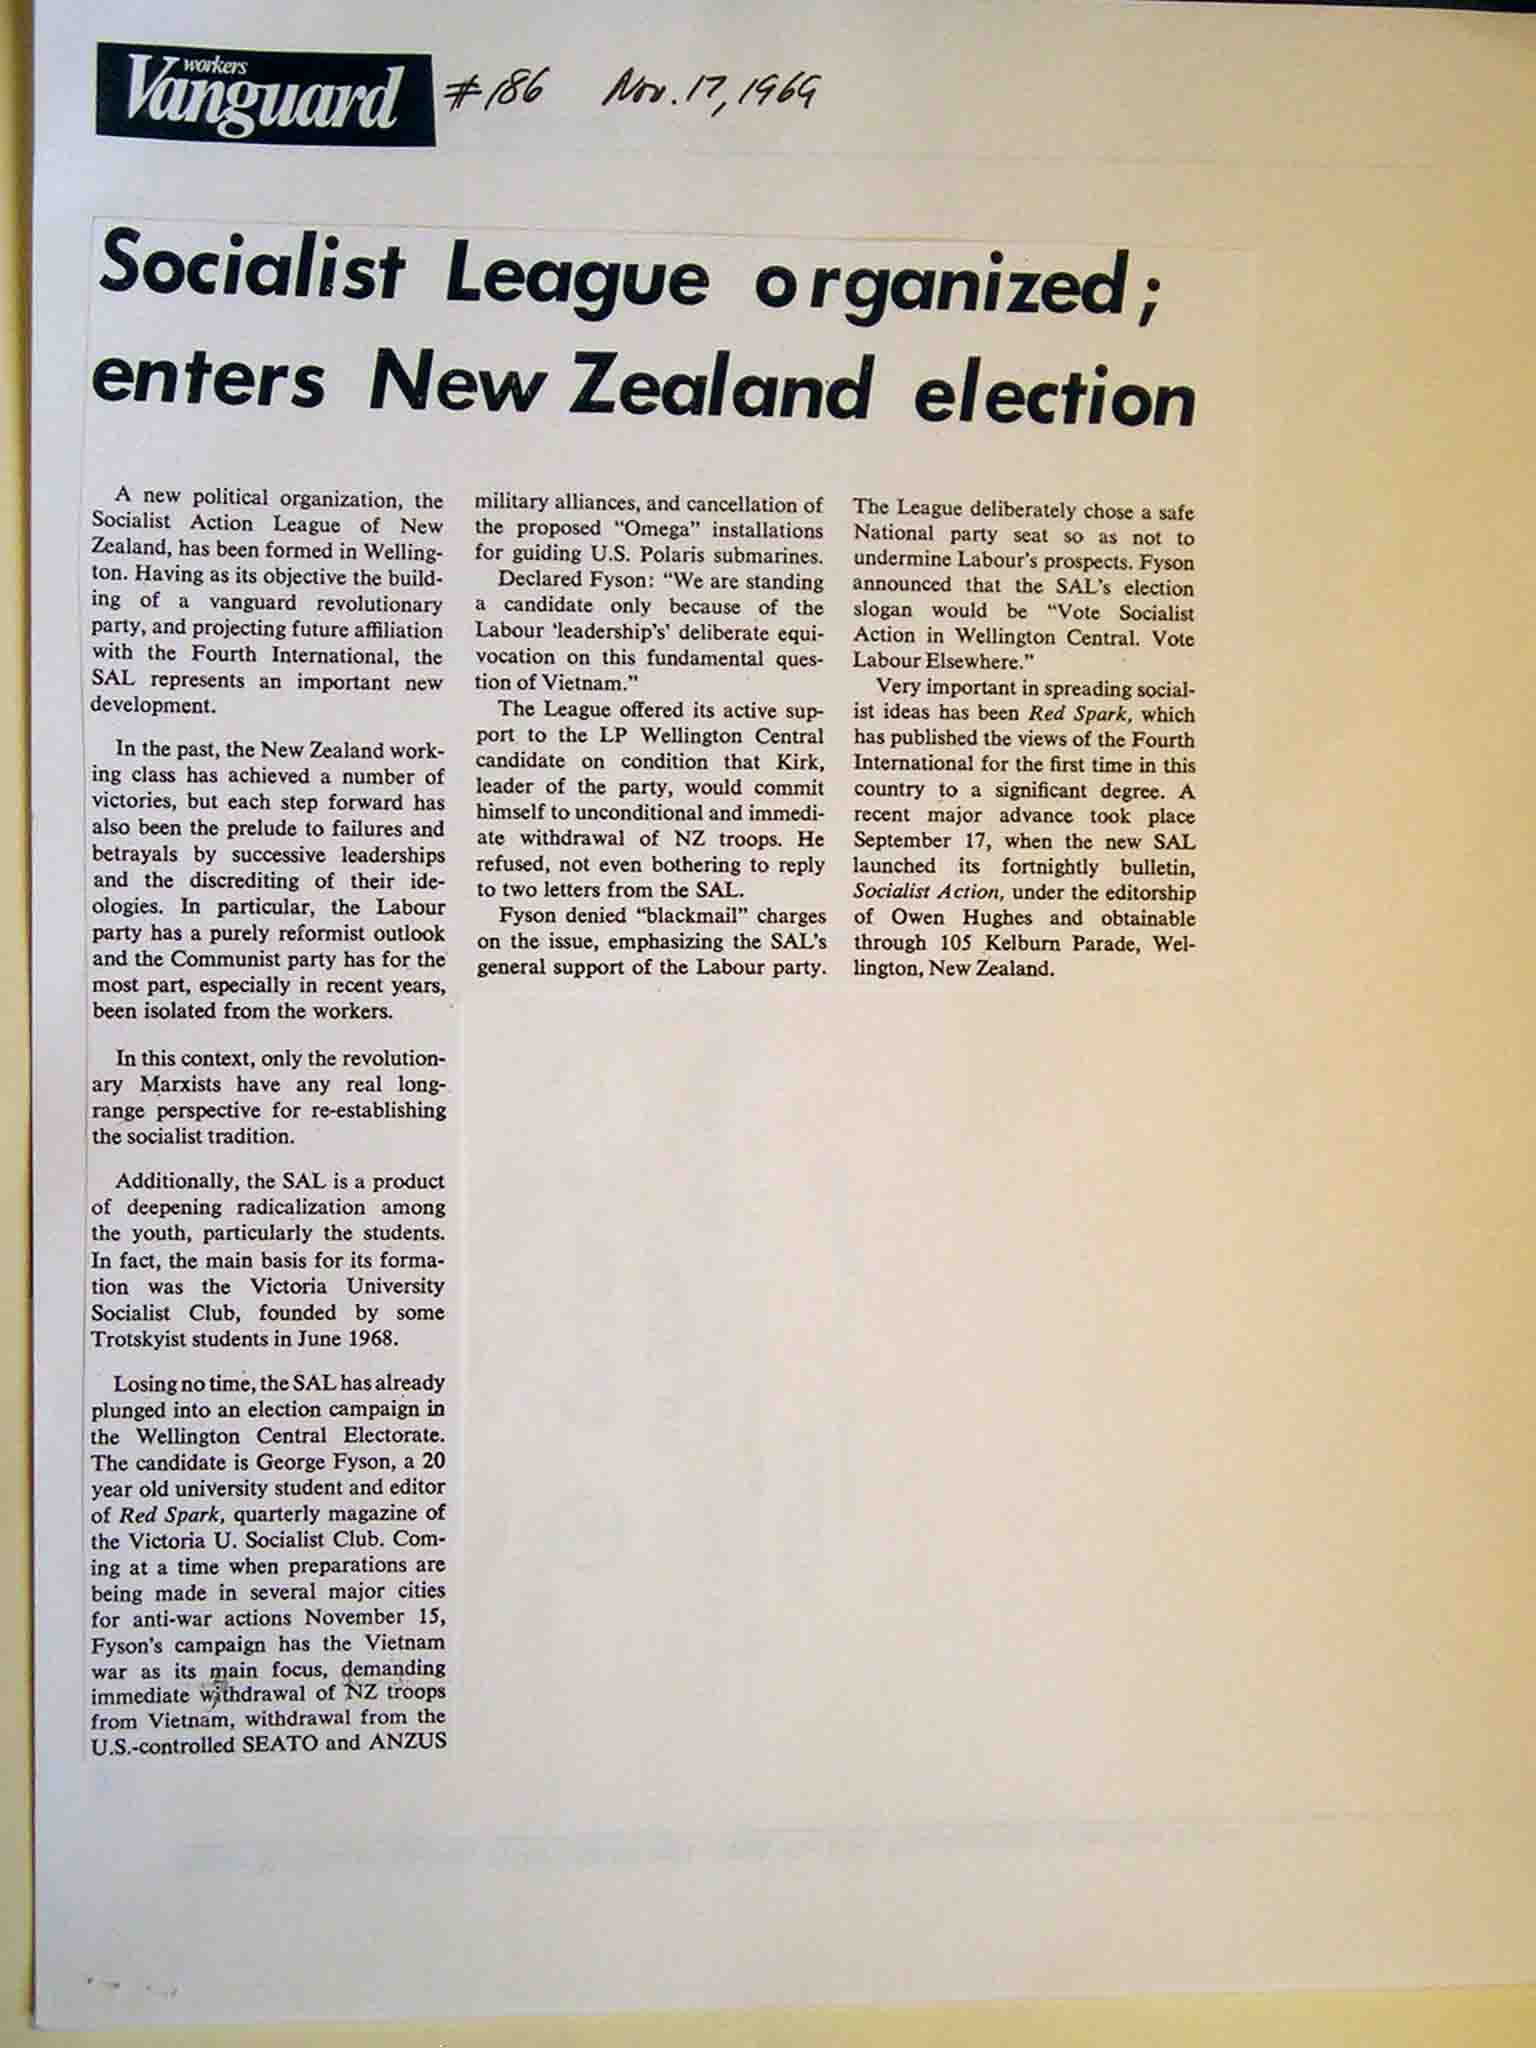 workers
Vanguard #186 Nov. 17, 1969
Socialist League organized;
enters New Zealand election
A new political organization, the
Socialist Action League of New
Zealand, has been formed in Welling-
ton. Having as its objective the build-
ing of a vanguard revolutionary
party, and projecting future affiliation
with the Fourth International, the
SAL represents an important new
development.
In the past, the New Zealand work-
ing class has achieved a number of
victories, but each step forward has
also been the prelude to failures and
betrayals by successive leaderships
and the discrediting of their ide-
ologies. In particular, the Labour
party has a purely reformist outlook
and the Communist party has for the
most part, especially in recent years,
been isolated from the workers.
In this context, only the revolution-
ary Marxists have any real long-
range perspective for re-establishing
the socialist tradition.
Additionally, the SAL is a product
of deepening radicalization among
the youth, particularly the students.
In fact, the main basis for its forma-
tion was the Victoria University
Socialist Club, founded by some
Trotskyist students in June 1968.
Losing no time, the SAL has already
plunged into an election campaign in
the Wellington Central Electorate.
The candidate is George Fyson, a 20
year old university student and editor
of Red Spark, quarterly magazine of
the Victoria U. Socialist Club. Com-
ing at a time when preparations are
being made in several major cities
for anti-war actions November 15,
Fyson's campaign has the Vietnam
war as its main focus, demanding
immediate withdrawal of NZ troops
from Vietnam, withdrawal from the
U.S.-controlled SEATO and ANZUS
military alliances, and cancellation of
the proposed “Omega” installations
for guiding U.S. Polaris submarines.
Declared Fyson: “We are standing
a candidate only because of the
Labour ‘leadership’s’ deliberate equi-
vocation on this fundamental ques-
tion of Vietnam.”
The League offered its active sup-
port to the LP Wellington Central
candidate on condition that Kirk,
leader of the party, would commit
himself to unconditional and immedi-
ate withdrawal of NZ troops. He
refused, not even bothering to reply
to two letters from the SAL.
Fyson denied “blackmail” charges
on the issue, emphasizing the SAL's
general support of the Labour party.
The League deliberately chose a safe
National party seat so as not to
undermine Labour's prospects. Fyson
announced that the SAL's election
slogan would be “Vote Socialist
Action in Wellington Central. Vote
Labour Elsewhere.”
Very important in spreading social-
ist ideas has been Red Spark, which
has published the views of the Fourth
International for the first time in this
country to a significant degree. A
recent major advance took place
September 17, when the new SAL
launched its fortnightly bulletin,
Socialist Action, under the editorship
of Owen Hughes and obtainable
through 105 Kelburn Parade, Wel-
lington, New Zealand.